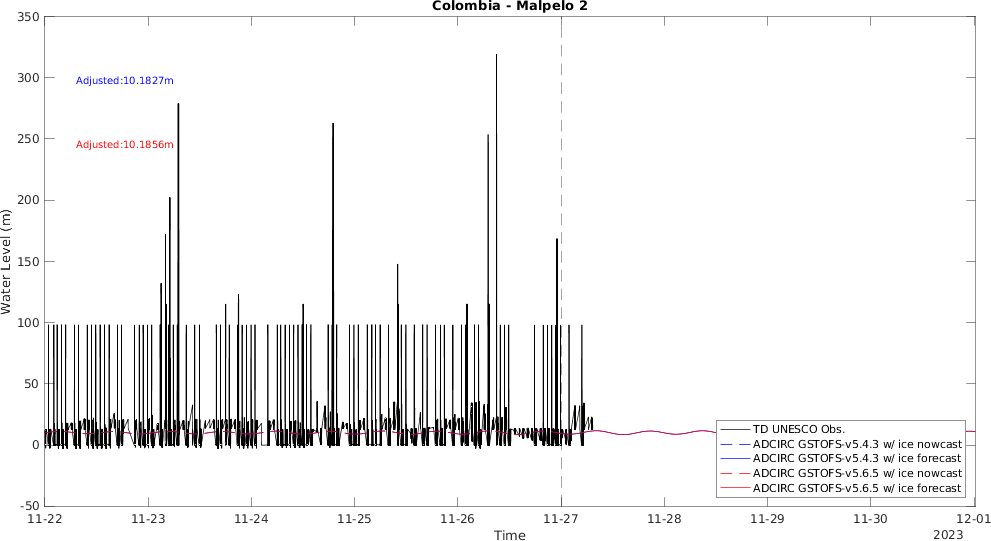 Colombia - Malpelo 2
350
300
250
200
150
100
50
0
-50
Water Level (m)
Adjusted:10.1827m
Adjusted:10.1856m
TD UNESCO Obs.
ADCIRC GSTOFS-v5.4.3 w/ ice nowcast
ADCIRC GSTOFS-v5.4.3 w/ ice forecast
ADCIRC GSTOFS-v5.6.5 w/ ice nowcast
ADCIRC GSTOFS-v5.6.5 w/ ice forecast
11-22 11-23 11-24 11-25 11-26 11-27 11-28 11-29 11-30 12-01
Time
2023